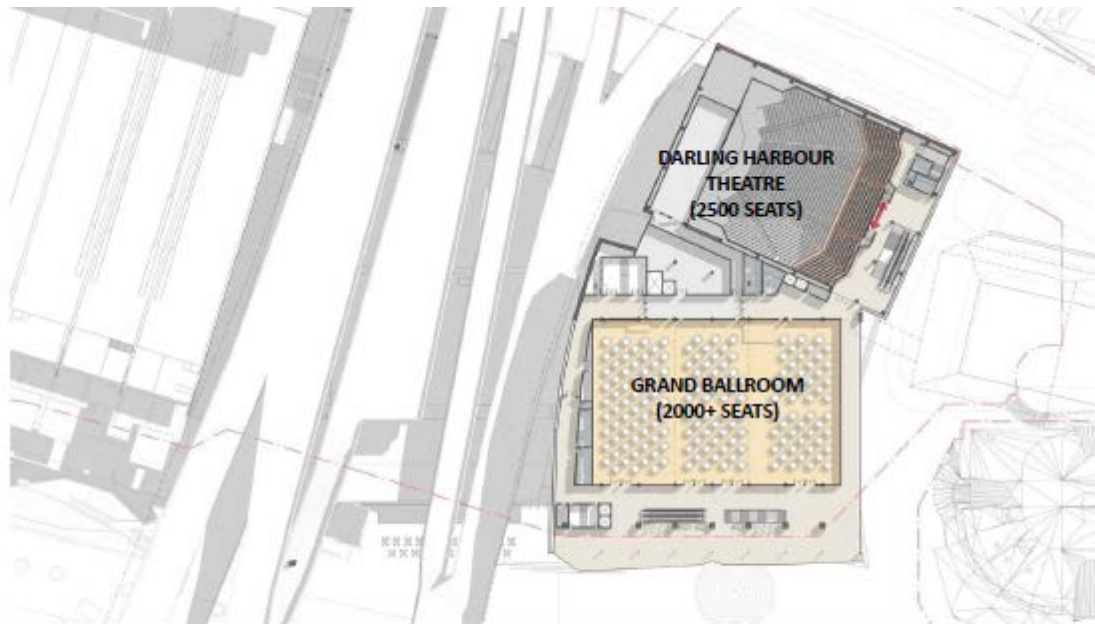 DARLING HARBOUR
THEATRE
(2500 SEATS)
GRAND BALLROOM
(2000+ SEATS)